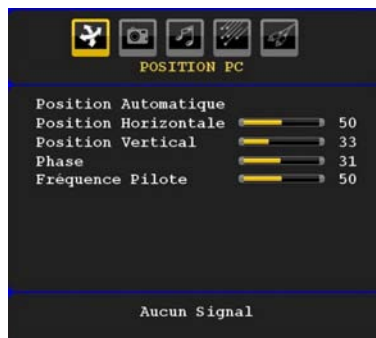 POSITION PC
Position Automatique
Position Horizontale 50
Position Vertical 33
Phase 31
Fréquence Pilote 50
Aucun Signal